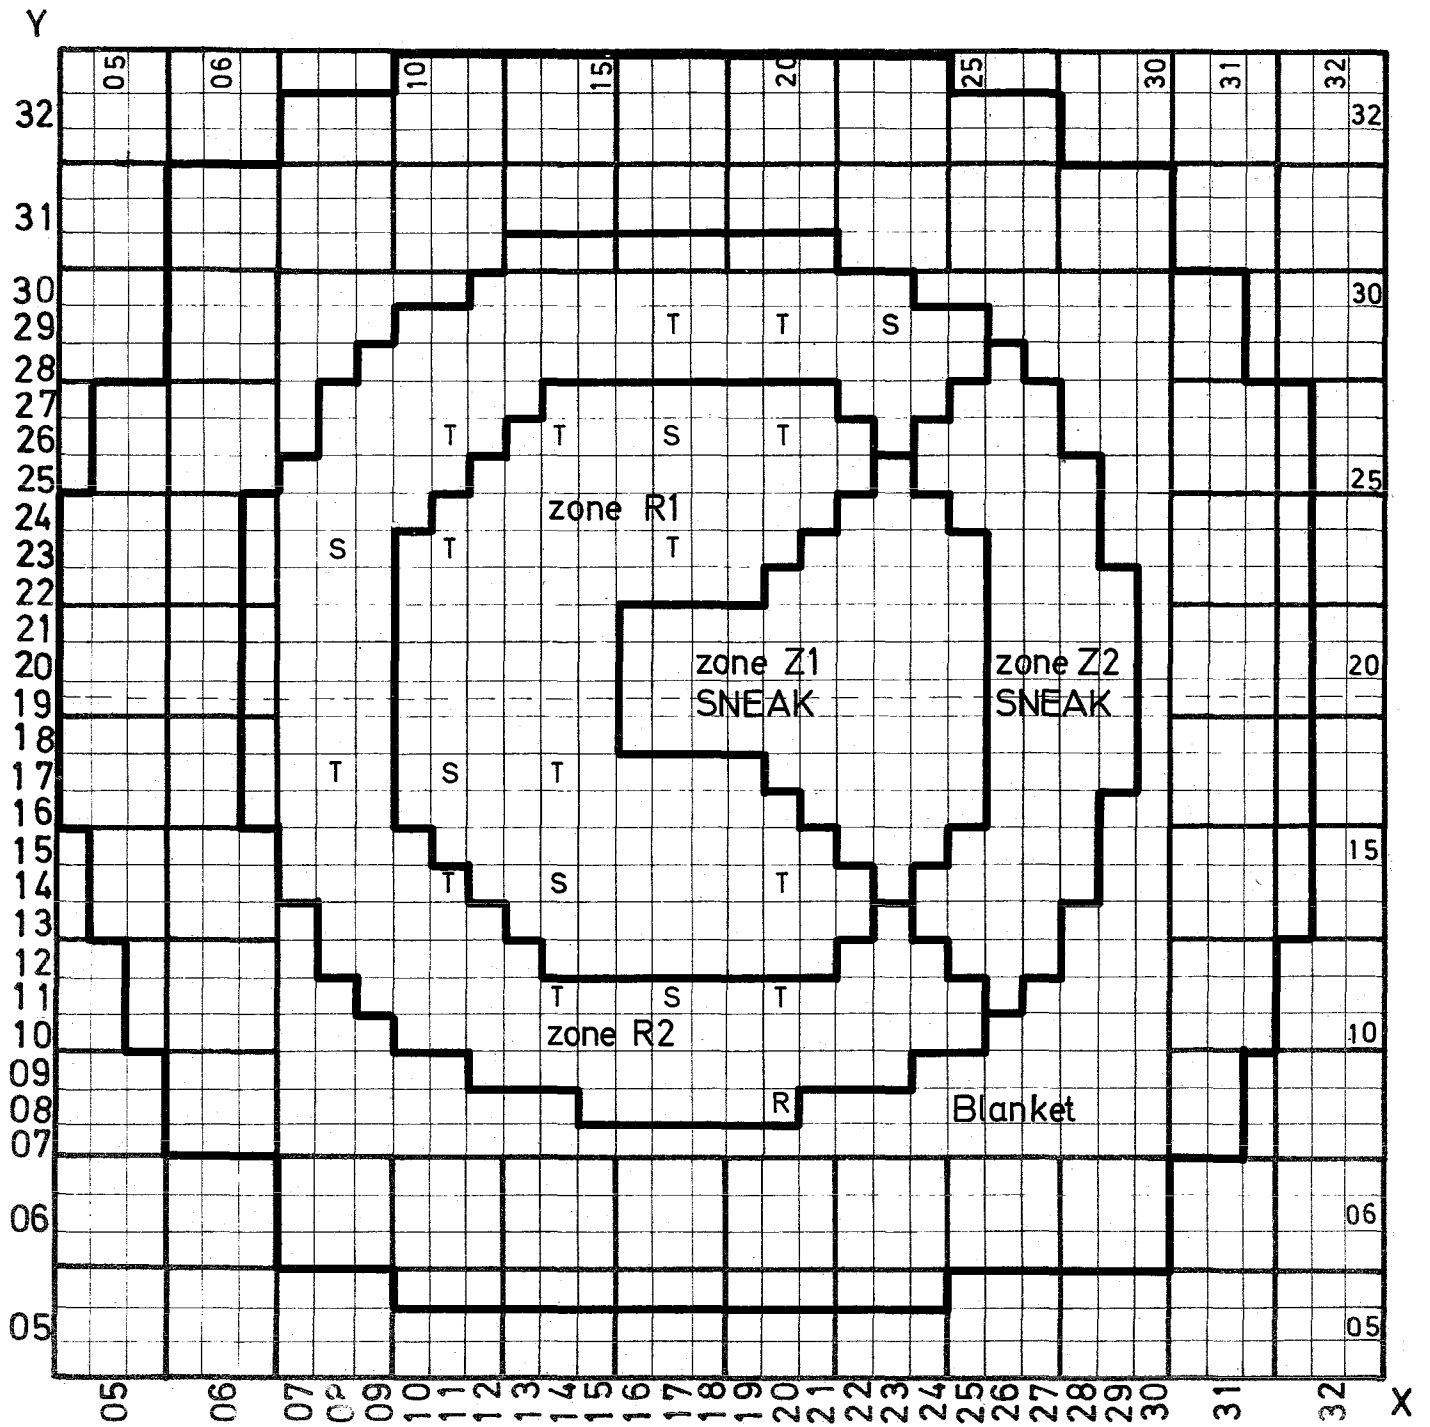 Y
05 06 10 15 20 25 30 31 32
32 32
31
30 30
29 T T S
28
27
26 T T S T
25 25
24 zone R1
23 S T T
22
21
20 zone Z1 zone Z2 20
19 SNEAK SNEAK
18
17 T S T
16
15 15
14 T S T
13
12
11 T S T
10 zone R2 10
09
08 R Blanket
07
06 06
05 05
05 06 07 08 09 10 11 12 13 14 15 16 17 18 19 20 21 22 23 24 25 26 27 28 29 30 31 32 X